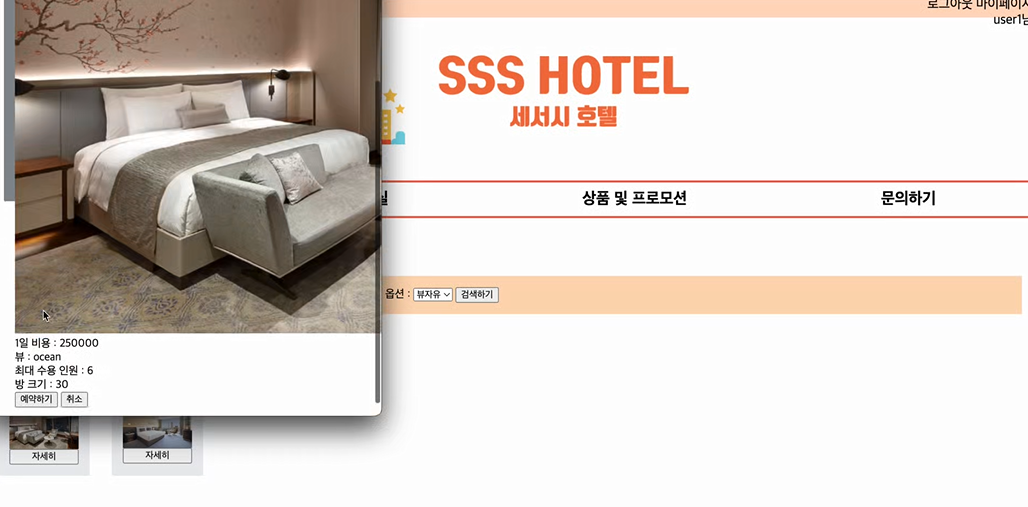 로그아웃 마이페이지
user1님
SSS HOTEL
세서시 호텔
실
상품 및 프로모션
문의하기
옵션 : 뷰자유 검색하기
1일 비용 : 250000
뷰 : ocean
최대 수용 인원 : 6
방 크기 : 30
예약하기 취소
자세히 자세히